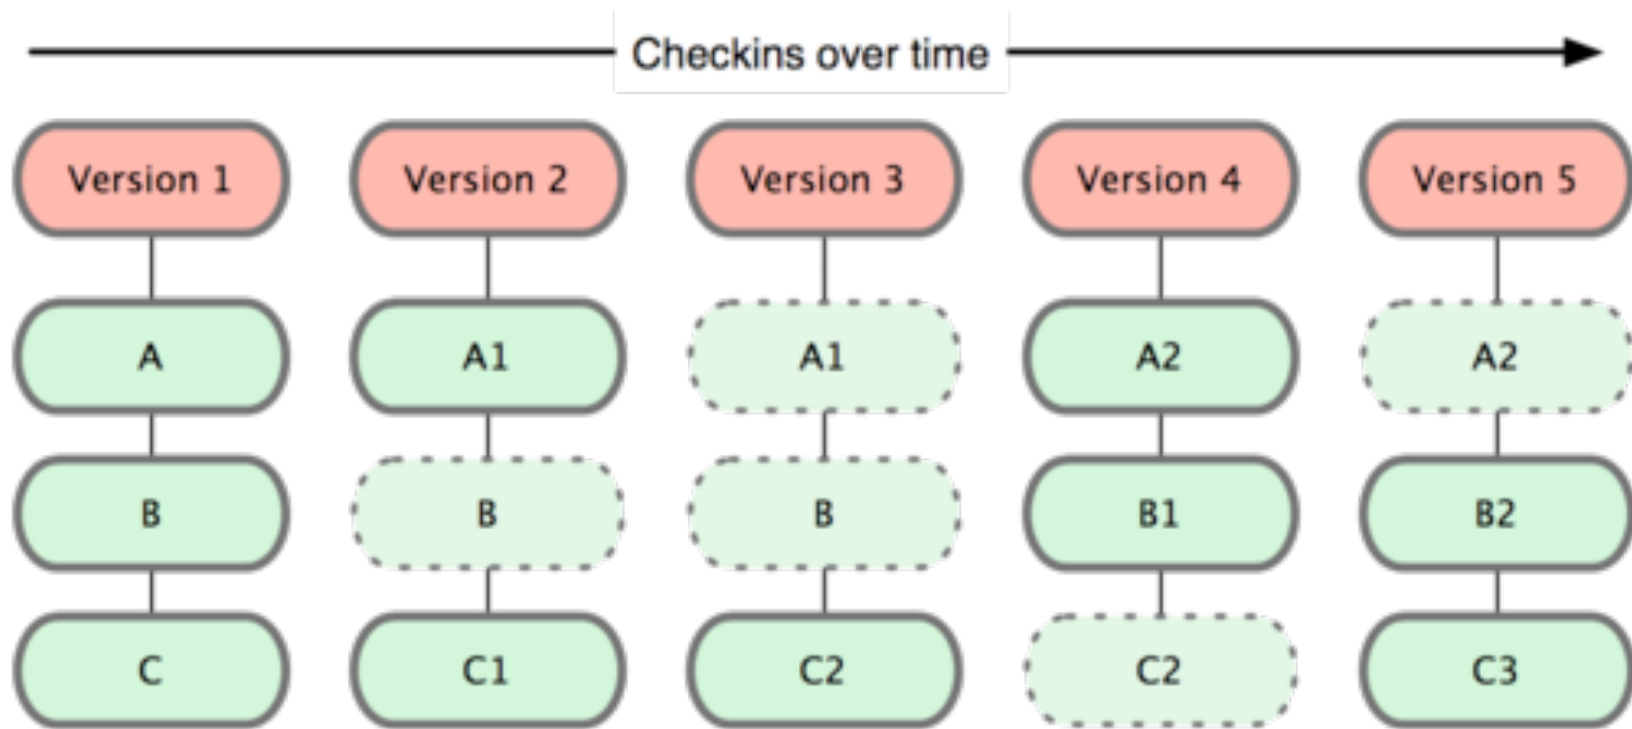 Checkins over time
Version 1 Version 2 Version 3 Version 4 Version 5
A A1 A1 A2 A2
B B B B1 B2
C C1 C2 C2 C3